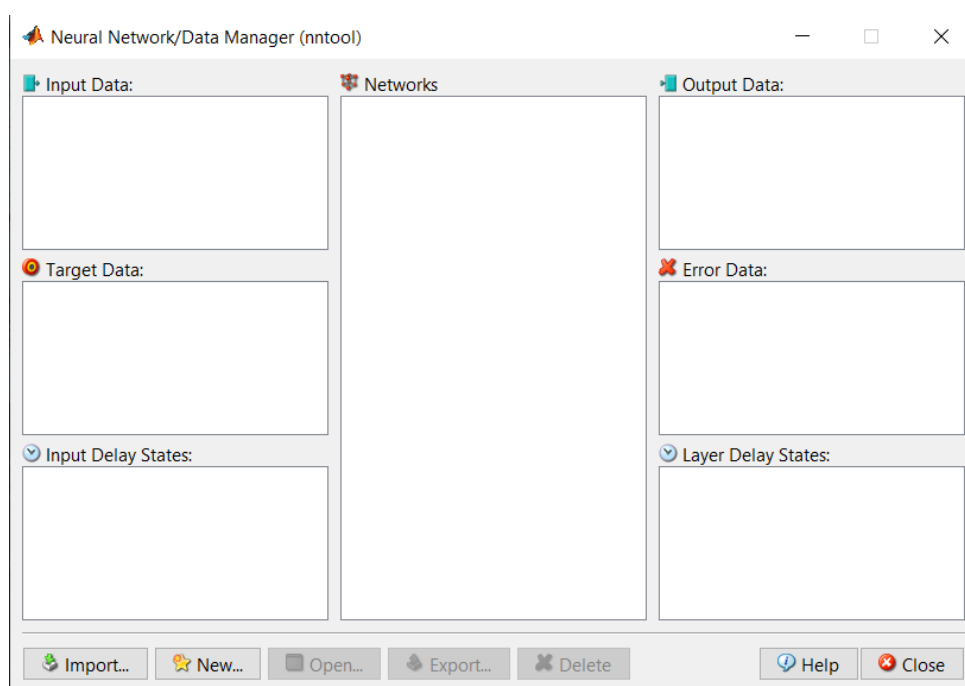 Neural Network/Data Manager (nntool)
Input Data:
Networks
Output Data:
Target Data:
Error Data:
Input Delay States:
Layer Delay States:
Import...
New...
Open...
Export...
Delete
Help
Close